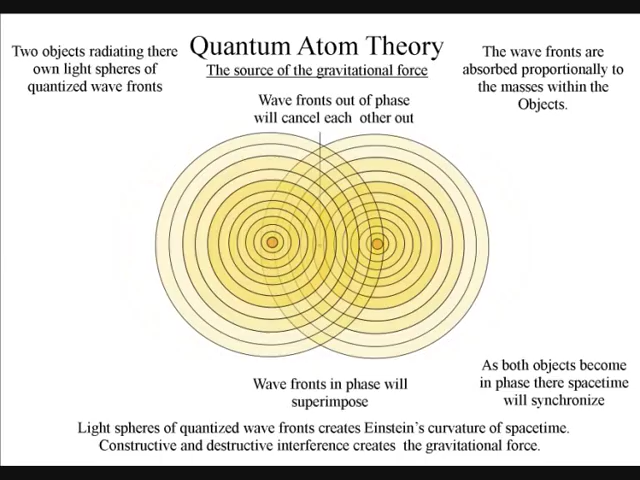 Quantum Atom Theory
The source of the gravitational force
Two objects radiating there
own light spheres of
quantized wave fronts
The wave fronts are
absorbed proportionally to
the masses within the
Objects.
Wave fronts out of phase
will cancel each other out
As both objects become
in phase there spacetime
will synchronize
Wave fronts in phase will
superimpose
Light spheres of quantized wave fronts creates Einstein's curvature of spacetime.
Constructive and destructive interference creates the gravitational force.